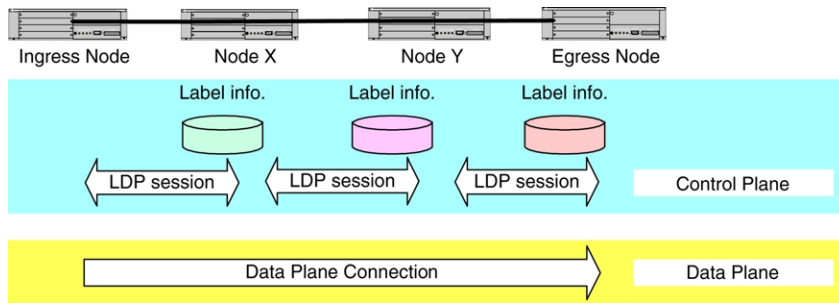 Ingress Node
Node X
Node Y
Egress Node
Label info.
Label info.
Label info.
LDP session
LDP session
LDP session
Control Plane
Data Plane Connection
Data Plane